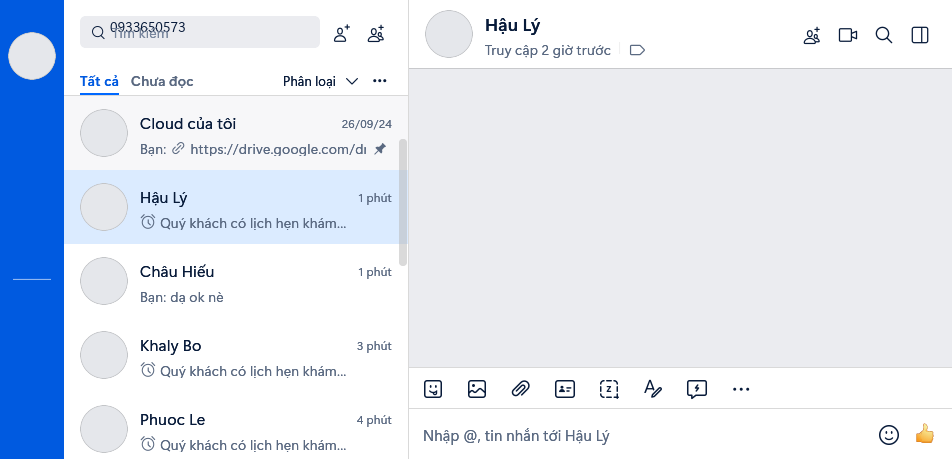 0933650573
Tìm kiếm
Tất cả
Chưa đọc
Phân loại
Cloud của tôi
26/09/24
Bạn: https://drive.google.com/dr
Hậu Lý
1 phút
Quý khách có lịch hẹn khám...
Châu Hiếu
1 phút
Bạn: dạ ok nè
Khaly Bo
3 phút
Quý khách có lịch hẹn khám...
Phuoc Le
4 phút
Quý khách có lịch hẹn khám...
Hậu Lý
Truy cập 2 giờ trước
Nhập @, tin nhắn tới Hậu Lý